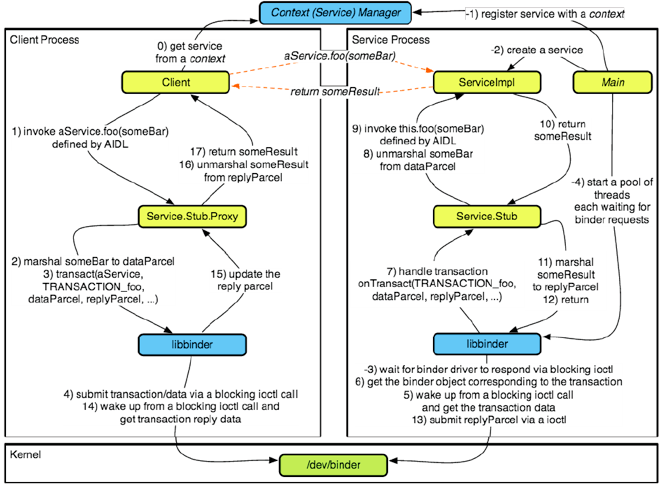 Context (Service) Manager
-1) register service with a context
Client Process
Service Process
0) get service
from a context
aService.foo(someBar)
-2) create a service
Client
ServiceImpl
Main
return someResult
1) invoke aService.foo(someBar)
defined by AIDL
17) return someResult
16) unmarshal someResult
from replyParcel
9) invoke this.foo(someBar)
defined by AIDL
8) unmarshal someBar
from dataParcel
10) return
someResult
-4) start a pool of
threads
each waiting for
binder requests
Service.Stub.Proxy
Service.Stub
2) marshal someBar to dataParcel
3) transact(aService,
TRANSACTION_foo,
dataParcel, replyParcel, ...)
15) update the
reply parcel
7) handle transaction
onTransact(TRANSACTION_foo,
dataParcel, replyParcel, ...)
11) marshal
someResult
to replyParcel
12) return
libbinder
libbinder
4) submit transaction/data via a blocking ioctl call
14) wake up from a blocking ioctl call and
get transaction reply data
-3) wait for binder driver to respond via blocking ioctl
6) get the binder object corresponding to the transaction
5) wake up from a blocking ioctl call
and get the transaction data
13) submit replyParcel via a ioctl
Kernel
/dev/binder